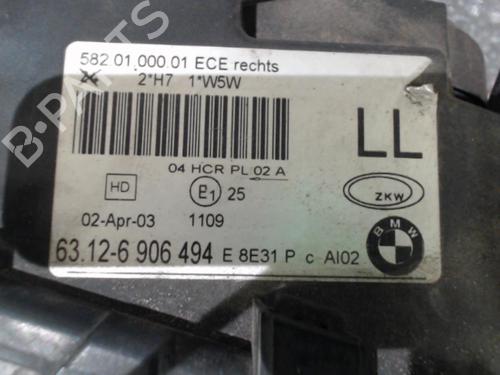 582.01.000.01 ECE rechts
2*H7 1*W5W
04 HCR PL 02 A
LL
HD
E1 25
ZKW
02-Apr-03 1109
BMW
63.12-6 906 494 E 8E31 P c AI02
B-PARTS